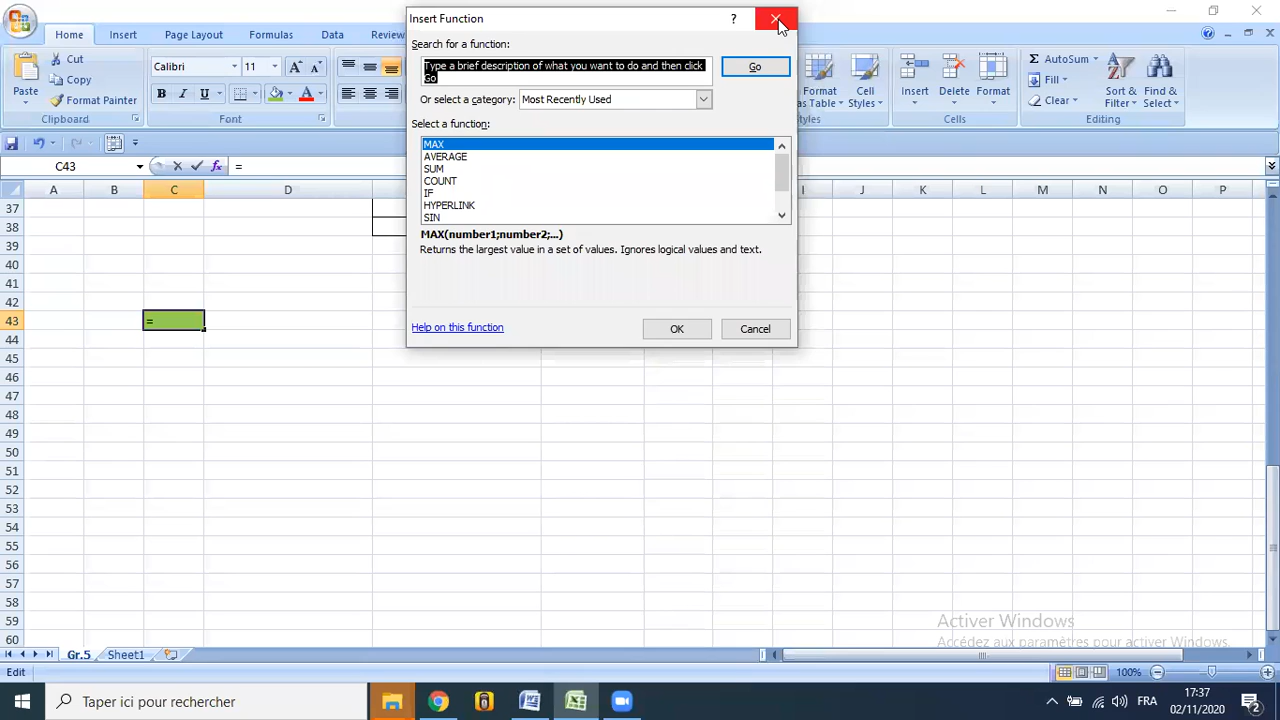 Insert Function
?
Home
Insert
Page Layout
Formulas
Data
Review
Search for a function:
Type a brief description of what you want to do and then click
Go
Go
Or select a category:
Most Recently Used
Select a function:
MAX
AVERAGE
SUM
COUNT
IF
HYPERLINK
SIN
MAX(number1;number2;...)
Returns the largest value in a set of values. Ignores logical values and text.
Help on this function
OK
Cancel
Paste
Cut
Copy
Format Painter
Clipboard
Calibri
11
B I U
Font
Format
as Table
Cell
Styles
Insert
Delete
Format
Cells
AutoSum
Fill
Clear
Sort &
Filter
Find &
Select
Editing
C43
fx
=
A B C D I J K L M N O P
37
38
39
40
41
42
43
=
44
45
46
47
48
49
50
51
52
53
54
55
56
57
58
59
60
Activer Windows
Accédez aux paramètres pour activer Windows.
Gr.5
Sheet1
Edit
100%
Taper ici pour rechercher
FRA
17:37
02/11/2020
2